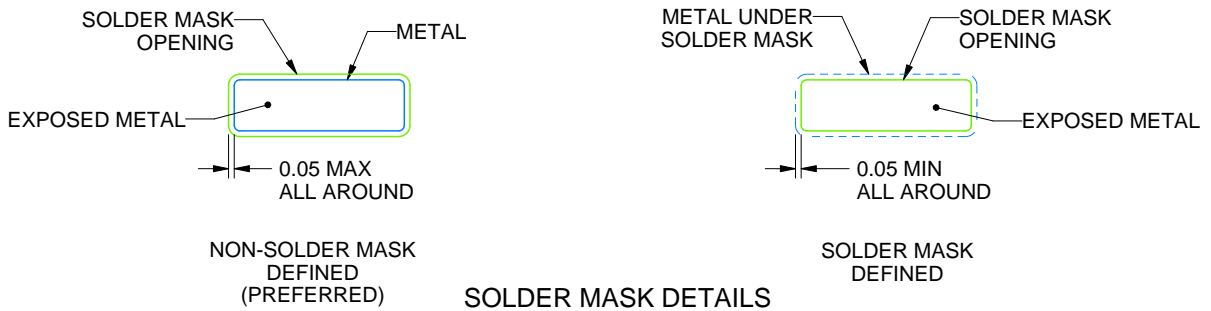 SOLDER MASK
OPENING
METAL
EXPOSED METAL
0.05 MAX
ALL AROUND
NON-SOLDER MASK
DEFINED
(PREFERRED)
METAL UNDER
SOLDER MASK
SOLDER MASK
OPENING
EXPOSED METAL
0.05 MIN
ALL AROUND
SOLDER MASK
DEFINED
SOLDER MASK DETAILS